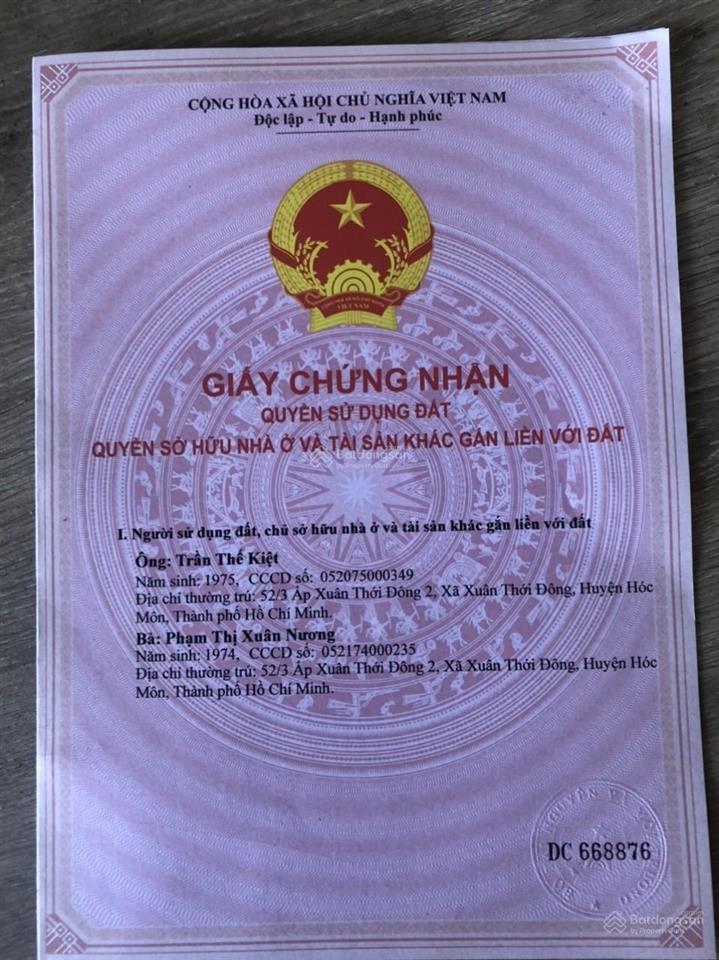 CỘNG HÒA XÃ HỘI CHỦ NGHĨA VIỆT NAM
Độc lập - Tự do - Hạnh phúc
VIỆT NAM
GIẤY CHỨNG NHẬN
QUYỀN SỬ DỤNG ĐẤT
QUYỀN SỞ HỮU NHÀ Ở VÀ TÀI SẢN KHÁC GẮN LIỀN VỚI ĐẤT
Batdongsan
I. Người sử dụng đất, chủ sở hữu nhà ở và tài sản khác gắn liền với đất
Ông: Trần Thế Kiệt
Năm sinh: 1975, CCCD số: 052075000349
Địa chỉ thường trú: 52/3 Ấp Xuân Thới Đông 2, Xã Xuân Thới Đông, Huyện Hóc
Môn, Thành phố Hồ Chí Minh.
Bà: Phạm Thị Xuân Nương
Năm sinh: 1974, CCCD số: 052174000235
Địa chỉ thường trú: 52/3 Ấp Xuân Thới Đông 2, Xã Xuân Thới Đông, Huyện Hóc
Môn, Thành phố Hồ Chí Minh.
DC 668876
Batdongsan
by PropertyGuru